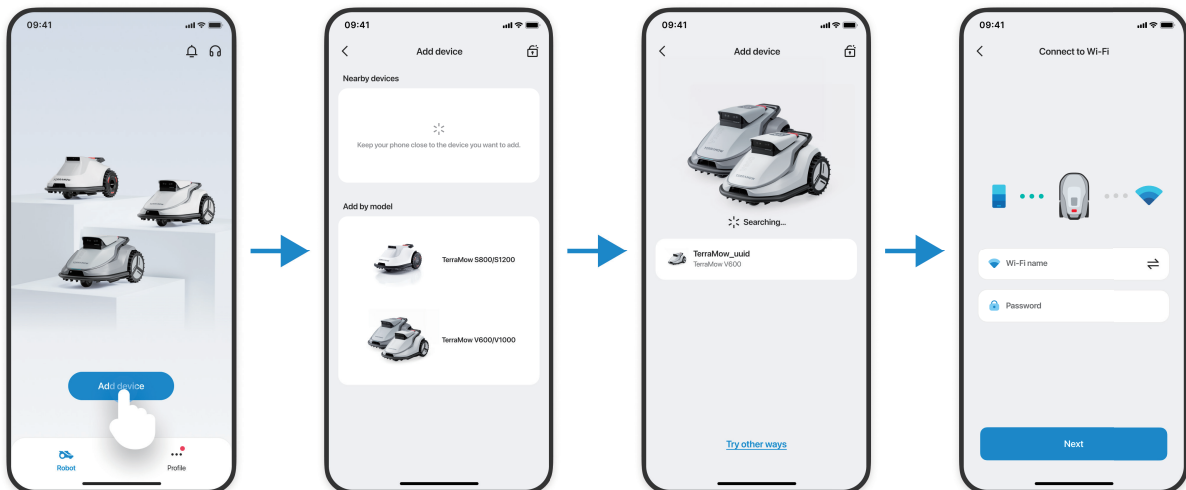 09:41
Add device
Robot
Profile
09:41
Add device
Nearby devices
Keep your phone close to the device you want to add.
Add by model
TerraMow S800/S1200
TerraMow V600/V1000
09:41
Add device
Searching...
TerraMow_uuid
TerraMow V600
Try other ways
09:41
Connect to Wi-Fi
Wi-Fi name
Password
Next